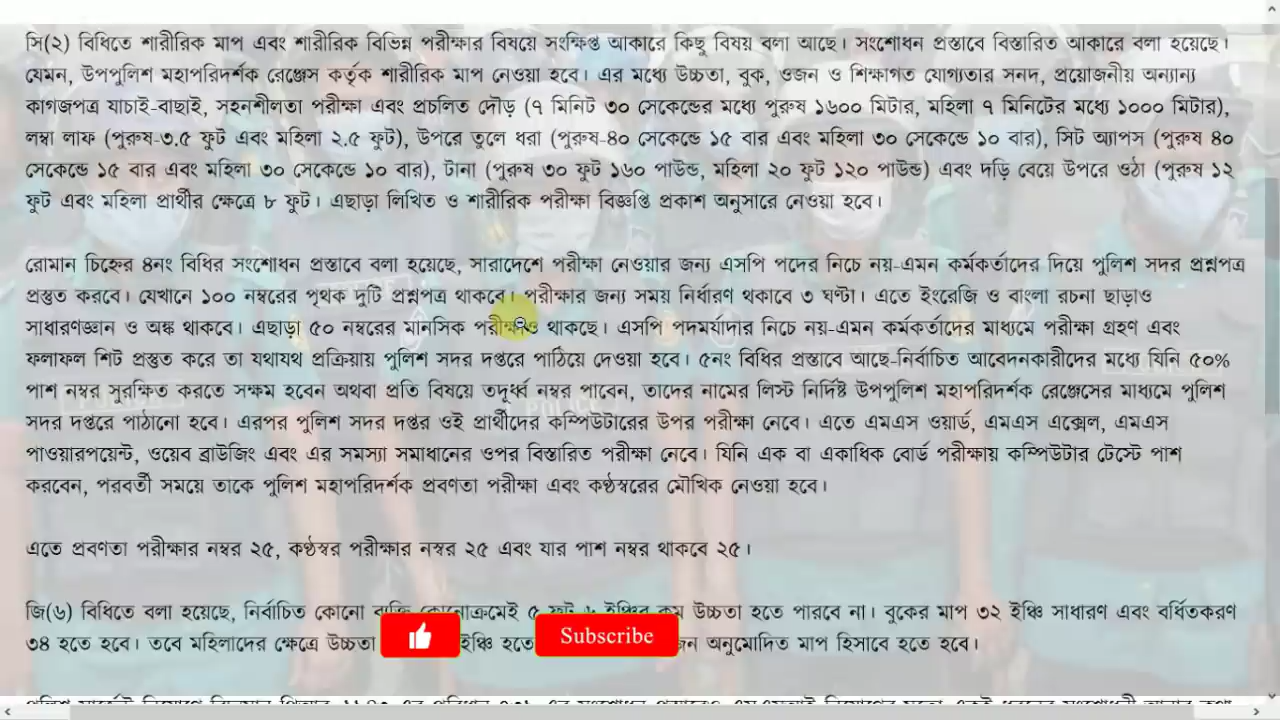 সি(২) বিধিতে শারীরিক মাপ এবং শারীরিক বিভিন্ন পরীক্ষার বিষয়ে সংক্ষিপ্ত আকারে কিছু বিষয় বলা আছে। সংশোধন প্রস্তাবে বিস্তারিত আকারে বলা হয়েছে।
যেমন, উপপুলিশ মহাপরিদর্শক রেঞ্জেস কর্তৃক শারীরিক মাপ নেওয়া হবে। এর মধ্যে উচ্চতা, বুক, ওজন ও শিক্ষাগত যোগ্যতার সনদ, প্রয়োজনীয় অন্যান্য
কাগজপত্র যাচাই-বাছাই, সহনশীলতা পরীক্ষা এবং প্রচলিত দৌড় (৭ মিনিট ৩০ সেকেন্ডের মধ্যে পুরুষ ১৬০০ মিটার, মহিলা ৭ মিনিটের মধ্যে ১০০০ মিটার),
লম্বা লাফ (পুরুষ-৩.৫ ফুট এবং মহিলা ২.৫ ফুট), উপরে তুলে ধরা (পুরুষ-৪০ সেকেন্ডে ১৫ বার এবং মহিলা ৩০ সেকেন্ডে ১০ বার), সিট অ্যাপস (পুরুষ ৪০
সেকেন্ডে ১৫ বার এবং মহিলা ৩০ সেকেন্ডে ১০ বার), টানা (পুরুষ ৩০ ফুট ১৬০ পাউন্ড, মহিলা ২০ ফুট ১২০ পাউন্ড) এবং দড়ি বেয়ে উপরে ওঠা (পুরুষ ১২
ফুট এবং মহিলা প্রার্থীর ক্ষেত্রে ৮ ফুট। এছাড়া লিখিত ও শারীরিক পরীক্ষা বিজ্ঞপ্তি প্রকাশ অনুসারে নেওয়া হবে।
রোমান চিহ্নের ৪নং বিধির সংশোধন প্রস্তাবে বলা হয়েছে, সারাদেশে পরীক্ষা নেওয়ার জন্য এসপি পদের নিচে নয়-এমন কর্মকর্তাদের দিয়ে পুলিশ সদর প্রশ্নপত্র
প্রস্তুত করবে। যেখানে ১০০ নম্বরের পৃথক দুটি প্রশ্নপত্র থাকবে। পরীক্ষার জন্য সময় নির্ধারণ থকাবে ৩ ঘণ্টা। এতে ইংরেজি ও বাংলা রচনা ছাড়াও
সাধারণজ্ঞান ও অঙ্ক থাকবে। এছাড়া ৫০ নম্বরের মানসিক পরীক্ষাও থাকছে। এসপি পদমর্যাদার নিচে নয়-এমন কর্মকর্তাদের মাধ্যমে পরীক্ষা গ্রহণ এবং
ফলাফল শিট প্রস্তুত করে তা যথাযথ প্রক্রিয়ায় পুলিশ সদর দপ্তরে পাঠিয়ে দেওয়া হবে। ৫নং বিধির প্রস্তাবে আছে-নির্বাচিত আবেদনকারীদের মধ্যে যিনি ৫০%
পাশ নম্বর সুরক্ষিত করতে সক্ষম হবেন অথবা প্রতি বিষয়ে তদূর্ধ্ব নম্বর পাবেন, তাদের নামের লিস্ট নির্দিষ্ট উপপুলিশ মহাপরিদর্শক রেঞ্জেসের মাধ্যমে পুলিশ
সদর দপ্তরে পাঠানো হবে। এরপর পুলিশ সদর দপ্তর ওই প্রার্থীদের কম্পিউটারের উপর পরীক্ষা নেবে। এতে এমএস ওয়ার্ড, এমএস এক্সেল, এমএস
পাওয়ারপয়েন্ট, ওয়েব ব্রাউজিং এবং এর সমস্যা সমাধানের ওপর বিস্তারিত পরীক্ষা নেবে। যিনি এক বা একাধিক বোর্ড পরীক্ষায় কম্পিউটার টেস্টে পাশ
করবেন, পরবর্তী সময়ে তাকে পুলিশ মহাপরিদর্শক প্রবণতা পরীক্ষা এবং কণ্ঠস্বরের মৌখিক নেওয়া হবে।
এতে প্রবণতা পরীক্ষার নম্বর ২৫, কণ্ঠস্বর পরীক্ষার নম্বর ২৫ এবং যার পাশ নম্বর থাকবে ২৫।
জি(৬) বিধিতে বলা হয়েছে, নির্বাচিত কোনো ব্যক্তি কোনোক্রমেই ৫ ফুট ৬ ইঞ্চির কম উচ্চতা হতে পারবে না। বুকের মাপ ৩২ ইঞ্চি সাধারণ এবং বর্ধিতকরণ
৩৪ হতে হবে। তবে মহিলাদের ক্ষেত্রে উচ্চতা ইঞ্চি হতে অনুমোদিত মাপ হিসাবে হতে হবে।
Subscribe